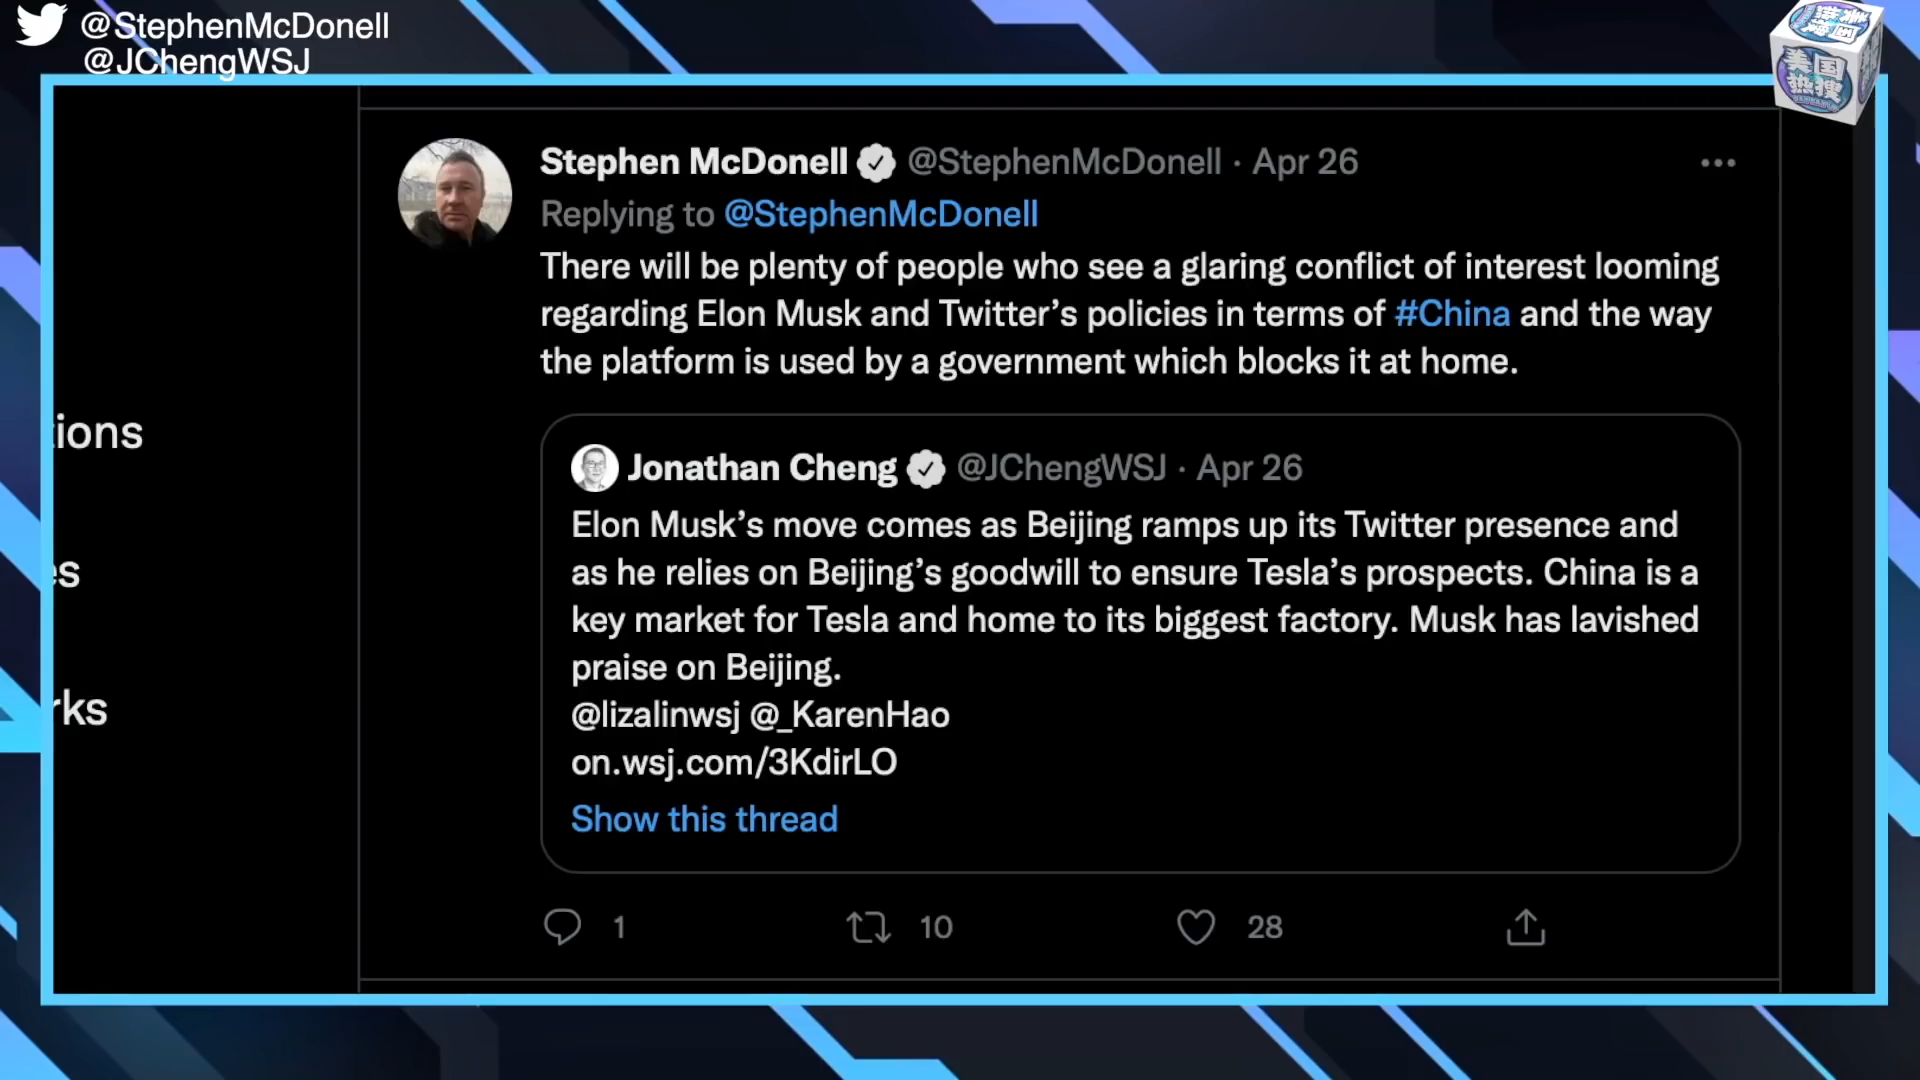 @StephenMcDonell
@JChengWSJ
美国
热搜
Stephen McDonell @StephenMcDonell · Apr 26
Replying to @StephenMcDonell
There will be plenty of people who see a glaring conflict of interest looming
regarding Elon Musk and Twitter’s policies in terms of #China and the way
the platform is used by a government which blocks it at home.
Jonathan Cheng @JChengWSJ · Apr 26
Elon Musk’s move comes as Beijing ramps up its Twitter presence and
as he relies on Beijing’s goodwill to ensure Tesla’s prospects. China is a
key market for Tesla and home to its biggest factory. Musk has lavished
praise on Beijing.
@lizalinwsj @_KarenHao
on.wsj.com/3KdirLO
Show this thread
1 10 28
tions
es
rks